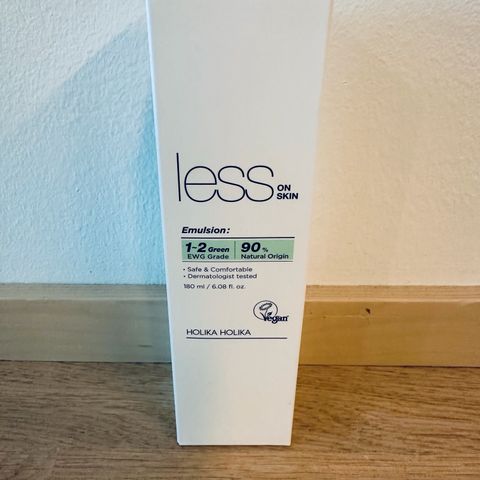 less ON
SKIN
Emulsion:
1~2 Green 90 %
EWG Grade Natural Origin
• Safe & Comfortable
• Dermatologist tested
180 ml / 6.08 fl. oz.
Vegan
HOLIKA HOLIKA